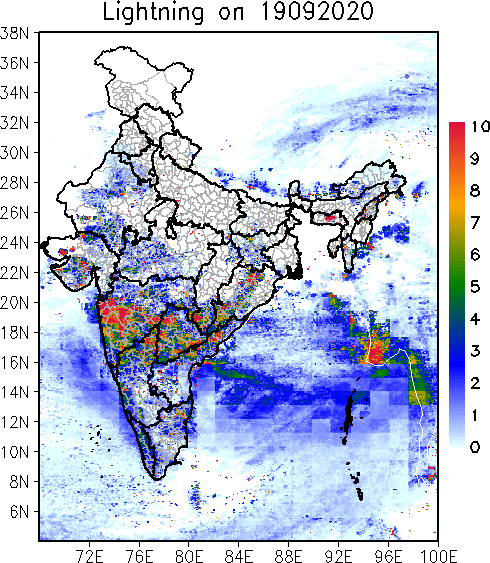 Lightning on 19092020
38N
36N
34N
32N
30N
28N
26N
24N
22N
20N
18N
16N
14N
12N
10N
8N
6N
72E 76E 80E 84E 88E 92E 96E 100E
10
9
8
7
6
5
4
3
2
1
0